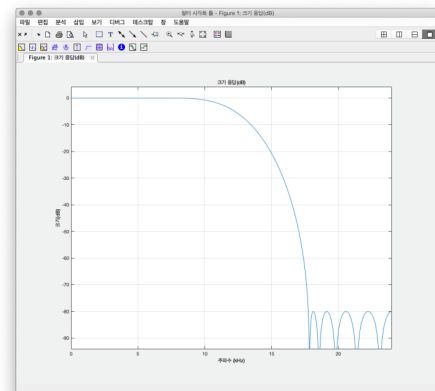 필터 시각화 툴 - Figure 1: 크기 응답(dB)
파일 편집 분석 삽입 보기 디버그 데스크탑 창 도움말
Figure 1: 크기 응답(dB)
크기 응답(dB)
크기(dB)
0
-10
-20
-30
-40
-50
-60
-70
-80
-90
0 5 10 15 20
주파수 (kHz)